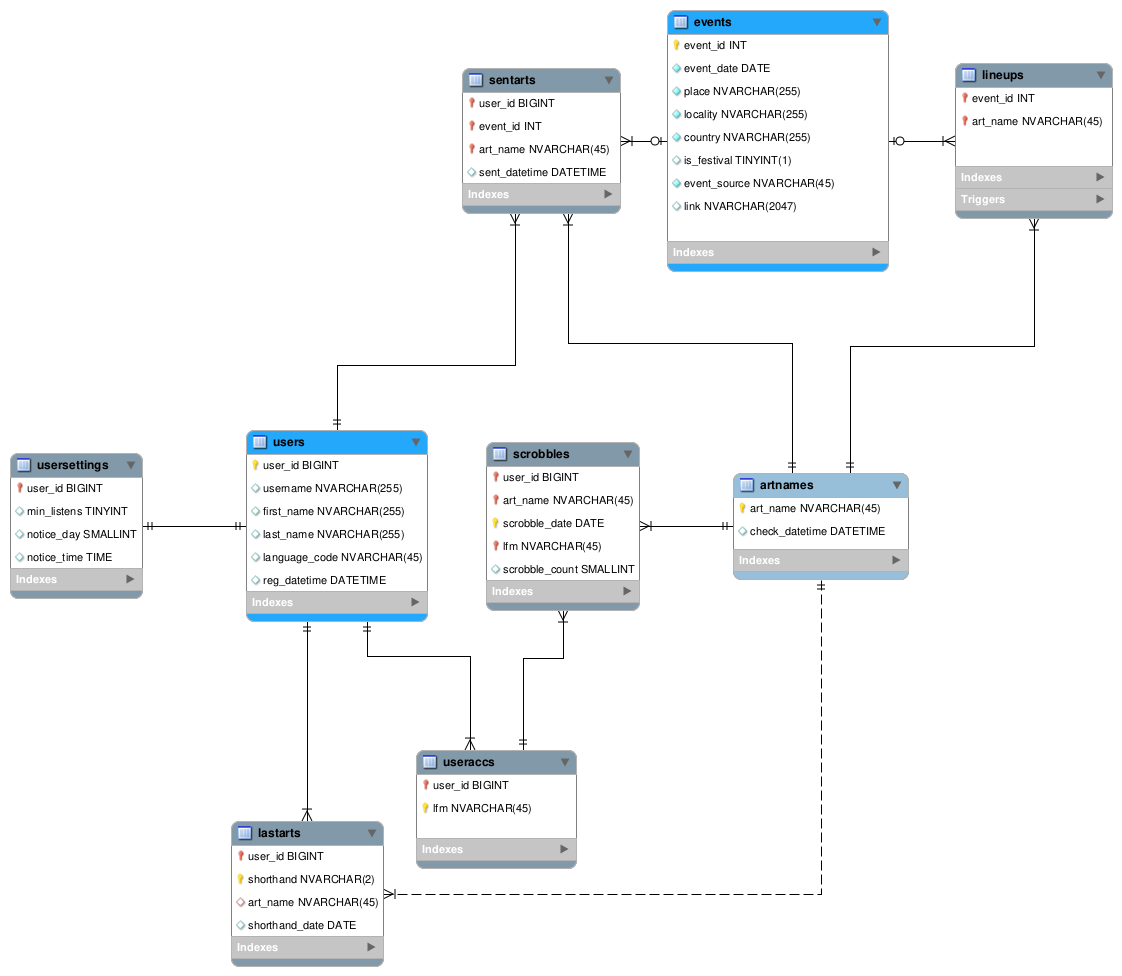 events
event_id INT
event_date DATE
place NVARCHAR(255)
locality NVARCHAR(255)
country NVARCHAR(255)
is_festival TINYINT(1)
event_source NVARCHAR(45)
link NVARCHAR(2047)
Indexes
sentarts
user_id BIGINT
event_id INT
art_name NVARCHAR(45)
sent_datetime DATETIME
Indexes
lineups
event_id INT
art_name NVARCHAR(45)
Indexes
Triggers
usersettings
user_id BIGINT
min_listens TINYINT
notice_day SMALLINT
notice_time TIME
Indexes
users
user_id BIGINT
username NVARCHAR(255)
first_name NVARCHAR(255)
last_name NVARCHAR(255)
language_code NVARCHAR(45)
reg_datetime DATETIME
Indexes
scrobbles
user_id BIGINT
art_name NVARCHAR(45)
scrobble_date DATE
lfm NVARCHAR(45)
scrobble_count SMALLINT
Indexes
artnames
art_name NVARCHAR(45)
check_datetime DATETIME
Indexes
useraccs
user_id BIGINT
lfm NVARCHAR(45)
Indexes
lastarts
user_id BIGINT
shorthand NVARCHAR(2)
art_name NVARCHAR(45)
shorthand_date DATE
Indexes